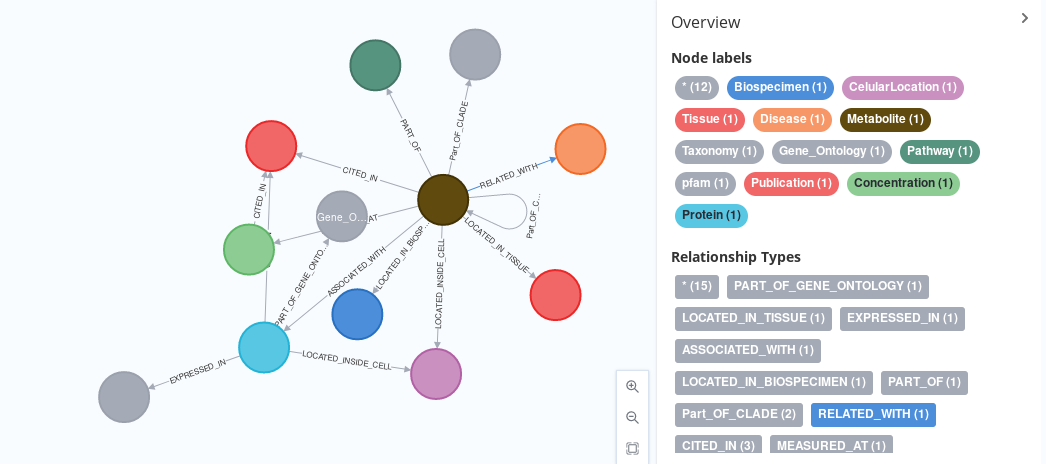 Overview
Node labels
* (12) Biospecimen (1) CelularLocation (1)
Tissue (1) Disease (1) Metabolite (1)
Taxonomy (1) Gene_Ontology (1) Pathway (1)
pfam (1) Publication (1) Concentration (1)
Protein (1)
Relationship Types
* (15) PART_OF_GENE_ONTOLOGY (1)
LOCATED_IN_TISSUE (1) EXPRESSED_IN (1)
ASSOCIATED_WITH (1)
LOCATED_IN_BIOSPECIMEN (1) PART_OF (1)
Part_OF_CLADE (2) RELATED_WITH (1)
CITED_IN (3) MEASURED_AT (1)
PART_OF
Part_OF_CLADE
CITED_IN
RELATED_WITH
CITED_IN
Gene_O...
AT
Part_OF_C...
LOCATED_IN_TISSUE
PART_OF_GENE_ONTO...
ASSOCIATED_WITH
LOCATED_IN_BIOSP...
LOCATED_INSIDE_CELL
LOCATED_INSIDE_CELL
EXPRESSED_IN